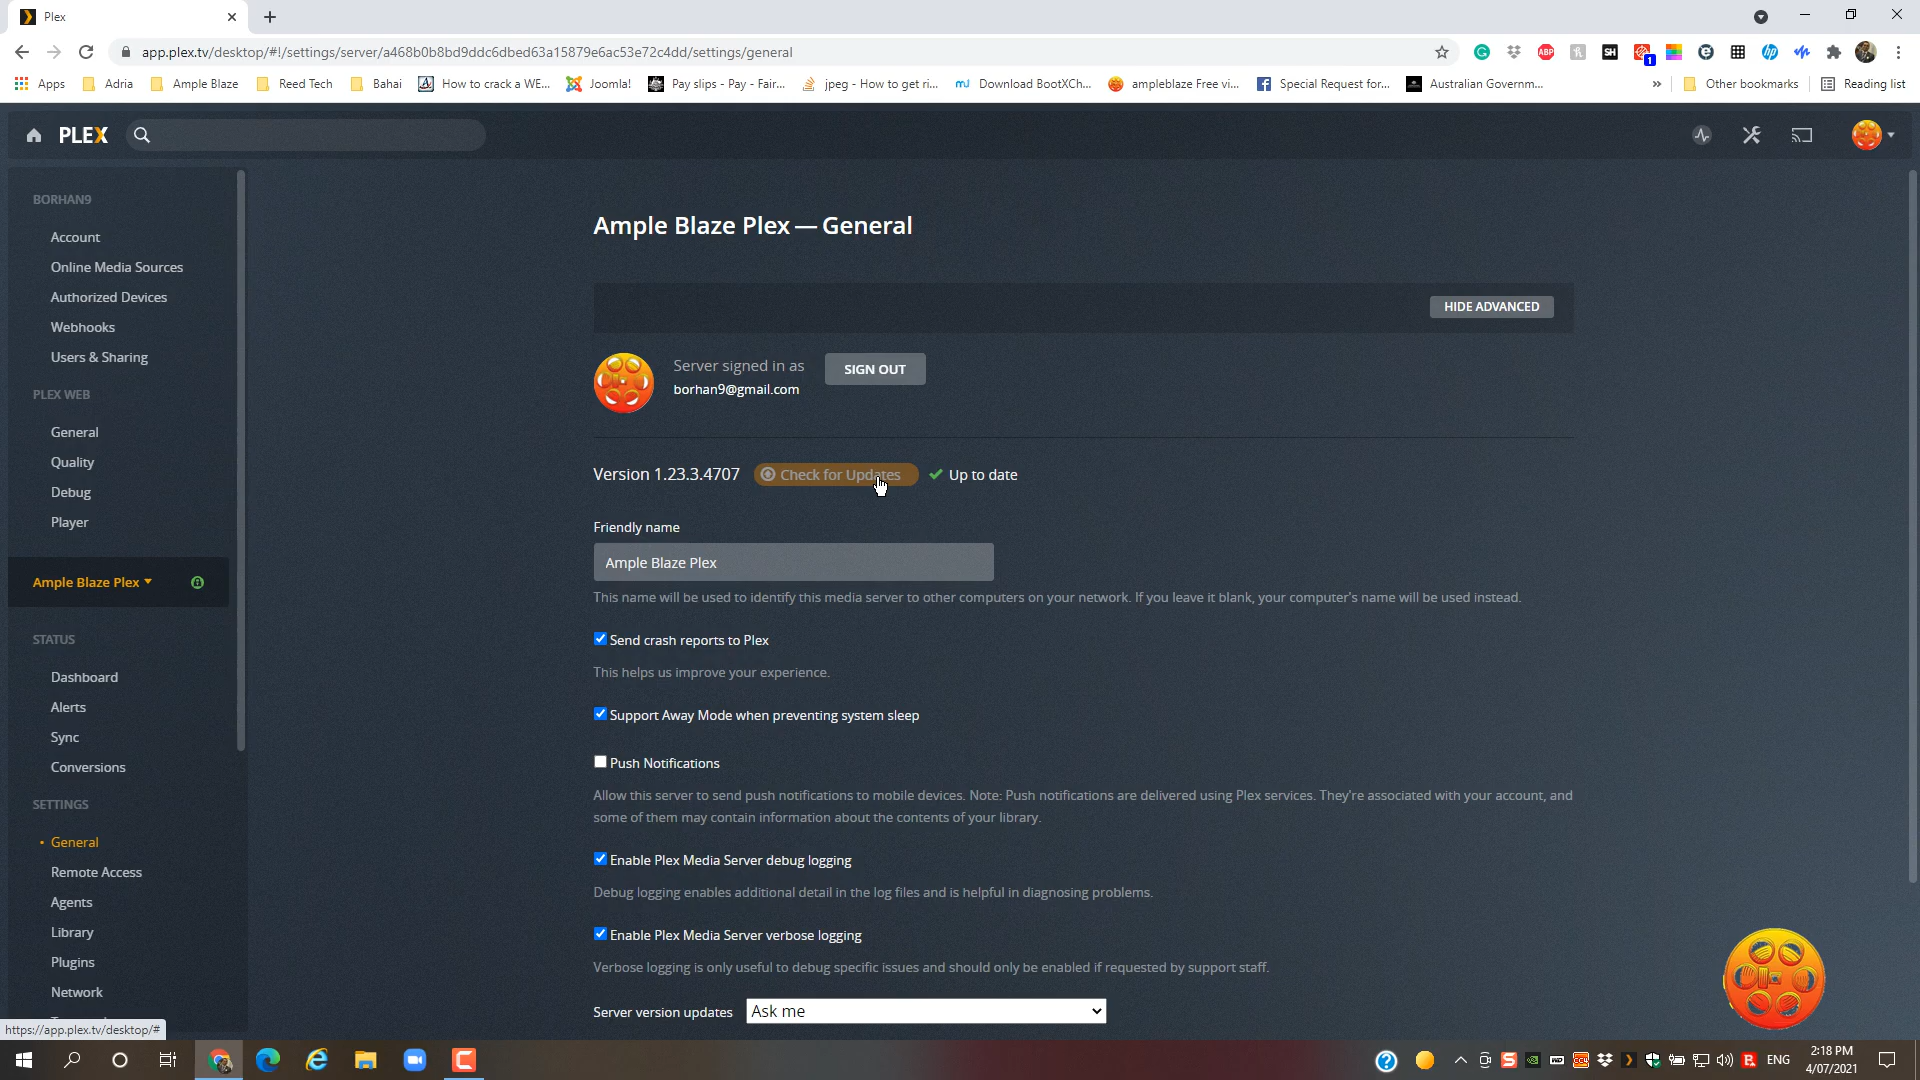 Plex
app.plex.tv/desktop/#!/settings/server/a468b0b8bd9ddc6dbed63a15879e6ac53e72c4dd/settings/general
ABP
SH
1
Apps
Adria
Ample Blaze
Reed Tech
Bahai
How to crack a WE...
Joomla!
Pay slips - Pay - Fair...
jpeg - How to get ri...
Download BootXCh...
ampleblaze Free vi...
Special Request for...
Australian Governm...
»
Other bookmarks
Reading list
PLEX
BORHAN9
Account
Online Media Sources
Authorized Devices
Webhooks
Users & Sharing
PLEX WEB
General
Quality
Debug
Player
Ample Blaze Plex
STATUS
Dashboard
Alerts
Sync
Conversions
SETTINGS
General
Remote Access
Agents
Library
Plugins
Network
https://app.plex.tv/desktop/#
Ample Blaze Plex — General
HIDE ADVANCED
Server signed in as
borhan9@gmail.com
SIGN OUT
Version 1.23.3.4707
Check for Updates
Up to date
Friendly name
Ample Blaze Plex
This name will be used to identify this media server to other computers on your network. If you leave it blank, your computer's name will be used instead.
Send crash reports to Plex
This helps us improve your experience.
Support Away Mode when preventing system sleep
Push Notifications
Allow this server to send push notifications to mobile devices. Note: Push notifications are delivered using Plex services. They're associated with your account, and
some of them may contain information about the contents of your library.
Enable Plex Media Server debug logging
Debug logging enables additional detail in the log files and is helpful in diagnosing problems.
Enable Plex Media Server verbose logging
Verbose logging is only useful to debug specific issues and should only be enabled if requested by support staff.
Server version updates
Ask me
ENG
2:18 PM
4/07/2021